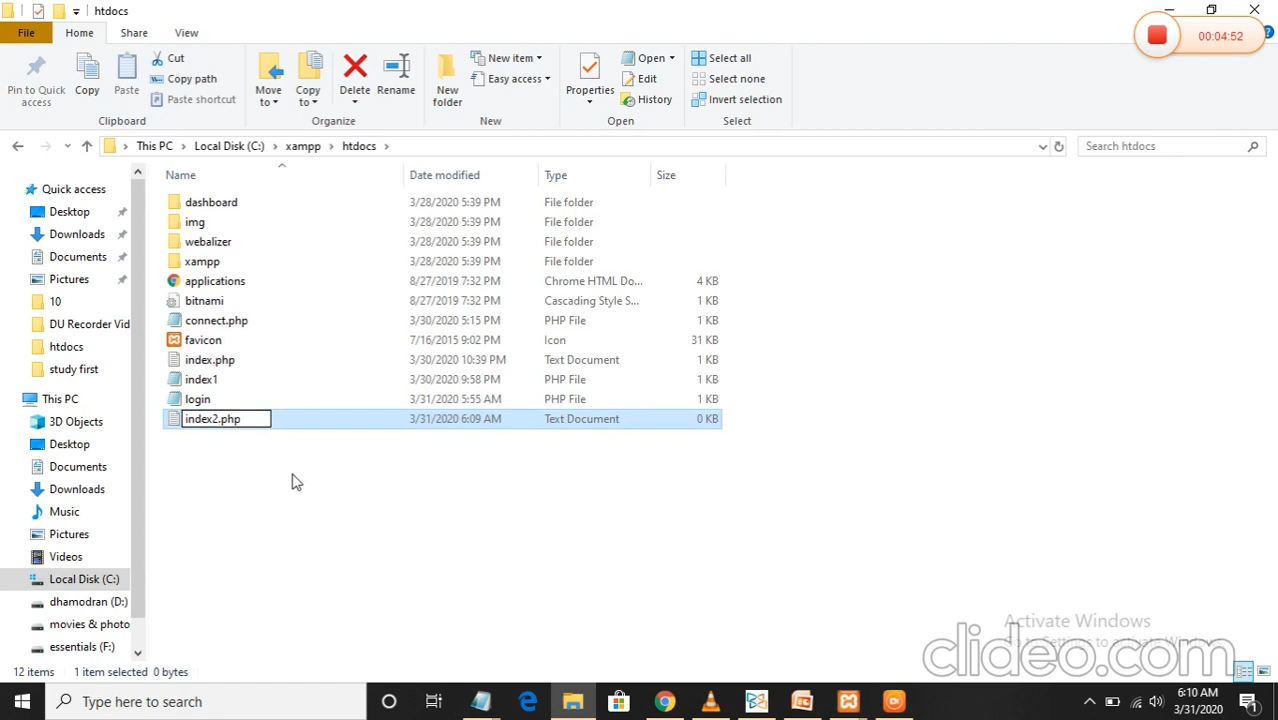 htdocs
00:04:52
File Home Share View
Pin to Quick access
Copy
Paste
Cut
Copy path
Paste shortcut
Clipboard
Move to
Copy to
Delete
Rename
Organize
New folder
New item
Easy access
New
Properties
Open
Edit
History
Open
Select all
Select none
Invert selection
Select
This PC > Local Disk (C:) > xampp > htdocs >
Search htdocs
Name Date modified Type Size
dashboard 3/28/2020 5:39 PM File folder
img 3/28/2020 5:39 PM File folder
webalizer 3/28/2020 5:39 PM File folder
xampp 3/28/2020 5:39 PM File folder
applications 8/27/2019 7:32 PM Chrome HTML Do... 4 KB
bitnami 8/27/2019 7:32 PM Cascading Style S... 1 KB
connect.php 3/30/2020 5:15 PM PHP File 1 KB
favicon 7/16/2015 9:02 PM Icon 31 KB
index.php 3/30/2020 10:39 PM Text Document 1 KB
index1 3/30/2020 9:58 PM PHP File 1 KB
login 3/31/2020 5:55 AM PHP File 1 KB
index2.php 3/31/2020 6:09 AM Text Document 0 KB
Quick access
Desktop
Downloads
Documents
Pictures
10
DU Recorder Vid
htdocs
study first
This PC
3D Objects
Desktop
Documents
Downloads
Music
Pictures
Videos
Local Disk (C:)
dhamodran (D:)
movies & photo
essentials (F:)
Activate Windows
Go to Settings to activate Windows.
clideo.com
12 items 1 item selected 0 bytes
Type here to search
6:10 AM
3/31/2020
1